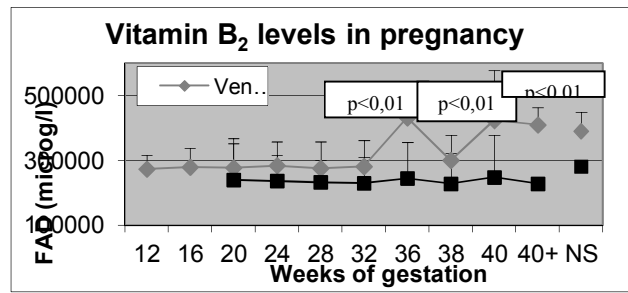 Vitamin B₂ levels in pregnancy
FAD (microg/l)
500000
300000
100000
Ven..
p<0,01
p<0,01
p<0,01
12 16 20 24 28 32 36 38 40 40+ NS
Weeks of gestation